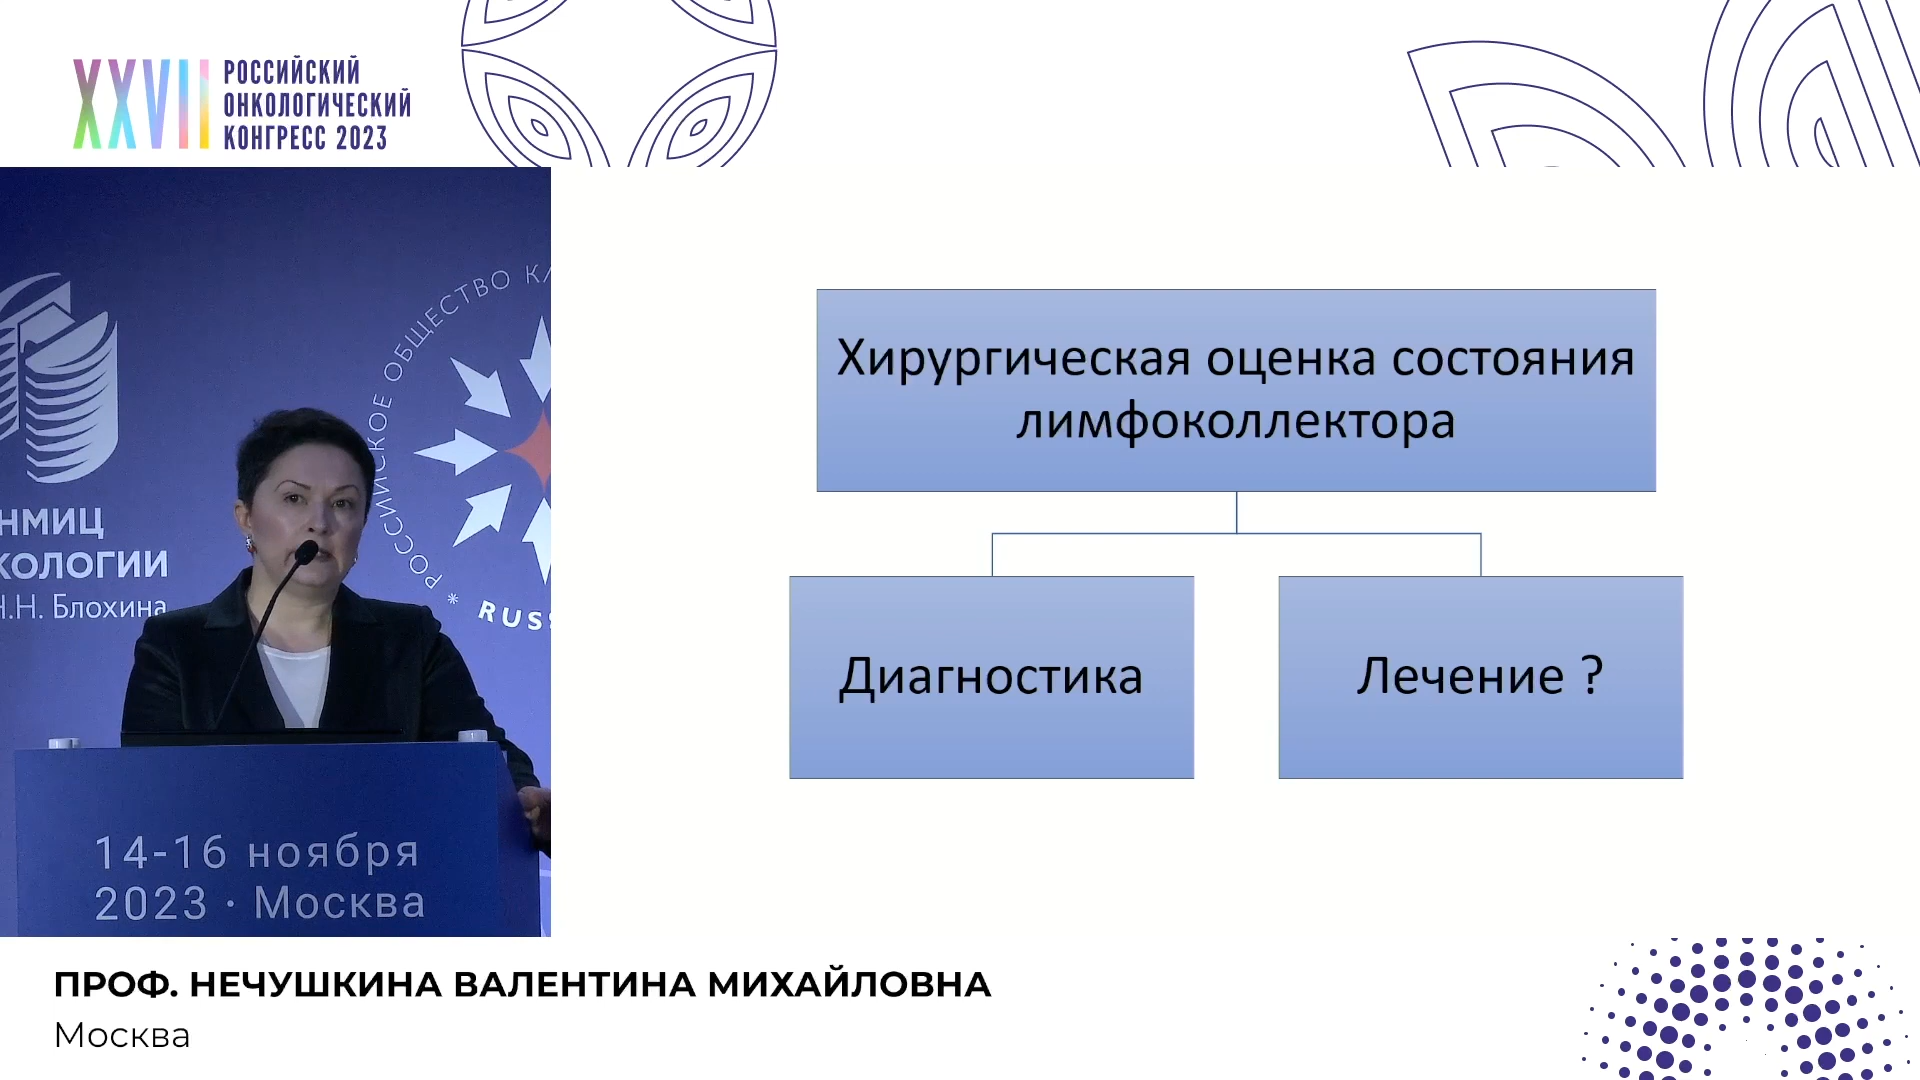 XXVII РОССИЙСКИЙ
ОНКОЛОГИЧЕСКИЙ
КОНГРЕСС 2023
РОССИЙСКОЕ ОБЩЕСТВО
НМИЦ
Н.Н. Блохина
14-16 ноября
2023 · Москва
Хирургическая оценка состояния
лимфоколлектора
Диагностика
Лечение ?
ПРОФ. НЕЧУШКИНА ВАЛЕНТИНА МИХАЙЛОВНА
Москва